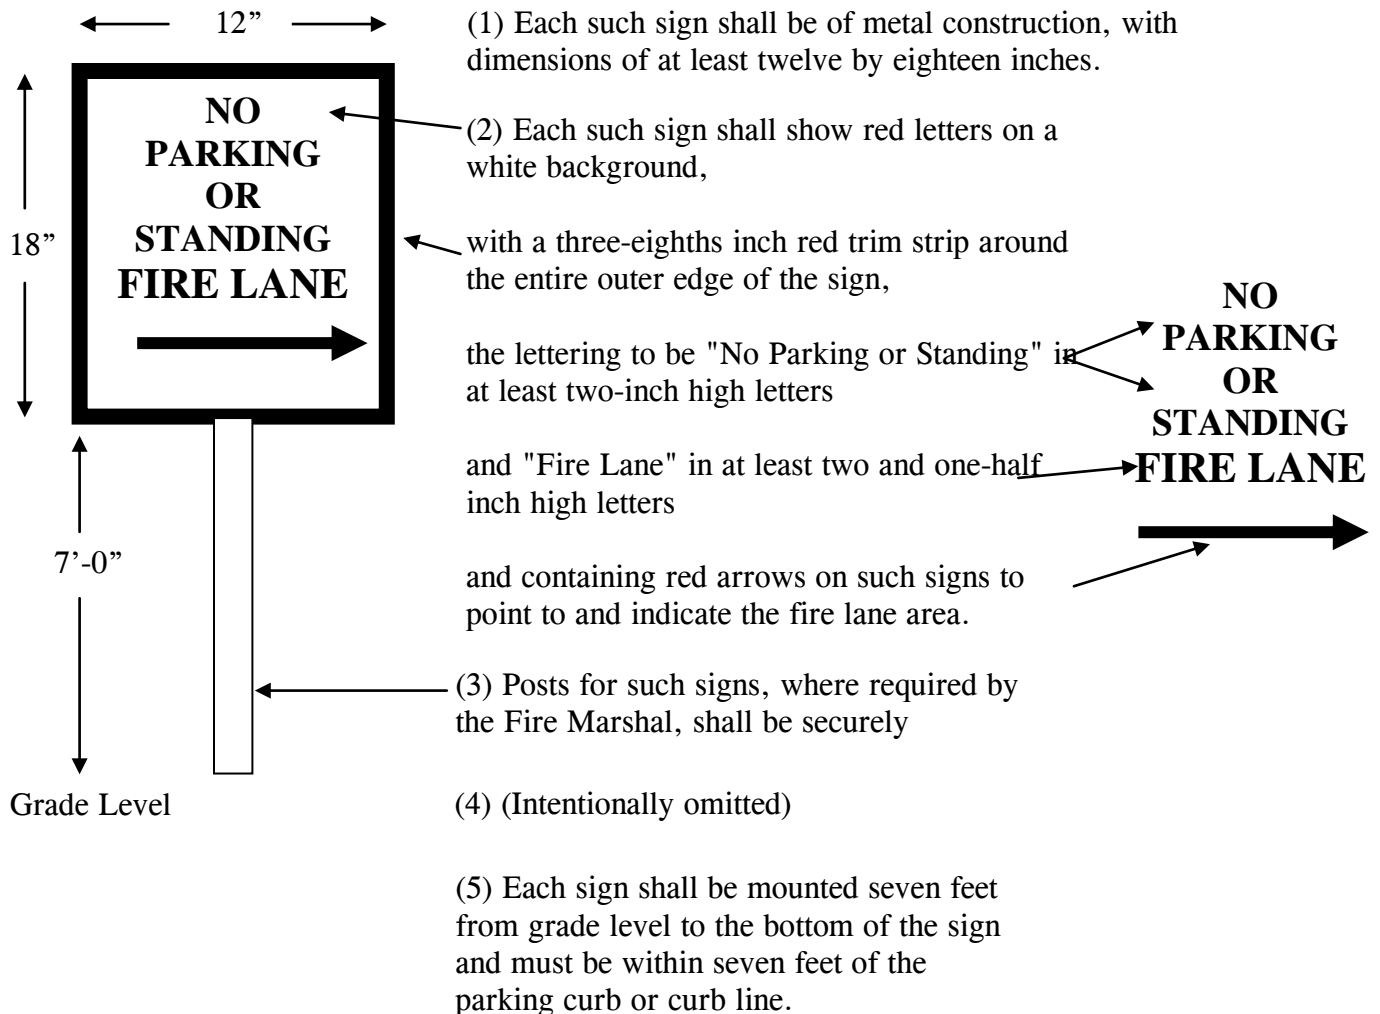 12”
(1) Each such sign shall be of metal construction, with
dimensions of at least twelve by eighteen inches.
NO
PARKING
OR
STANDING
FIRE LANE
18”
(2) Each such sign shall show red letters on a
white background,
with a three-eighths inch red trim strip around
the entire outer edge of the sign,
the lettering to be "No Parking or Standing" in
at least two-inch high letters
and "Fire Lane" in at least two and one-half
inch high letters
and containing red arrows on such signs to
point to and indicate the fire lane area.
NO
PARKING
OR
STANDING
FIRE LANE
7’-0”
(3) Posts for such signs, where required by
the Fire Marshal, shall be securely
Grade Level
(4) (Intentionally omitted)
(5) Each sign shall be mounted seven feet
from grade level to the bottom of the sign
and must be within seven feet of the
parking curb or curb line.